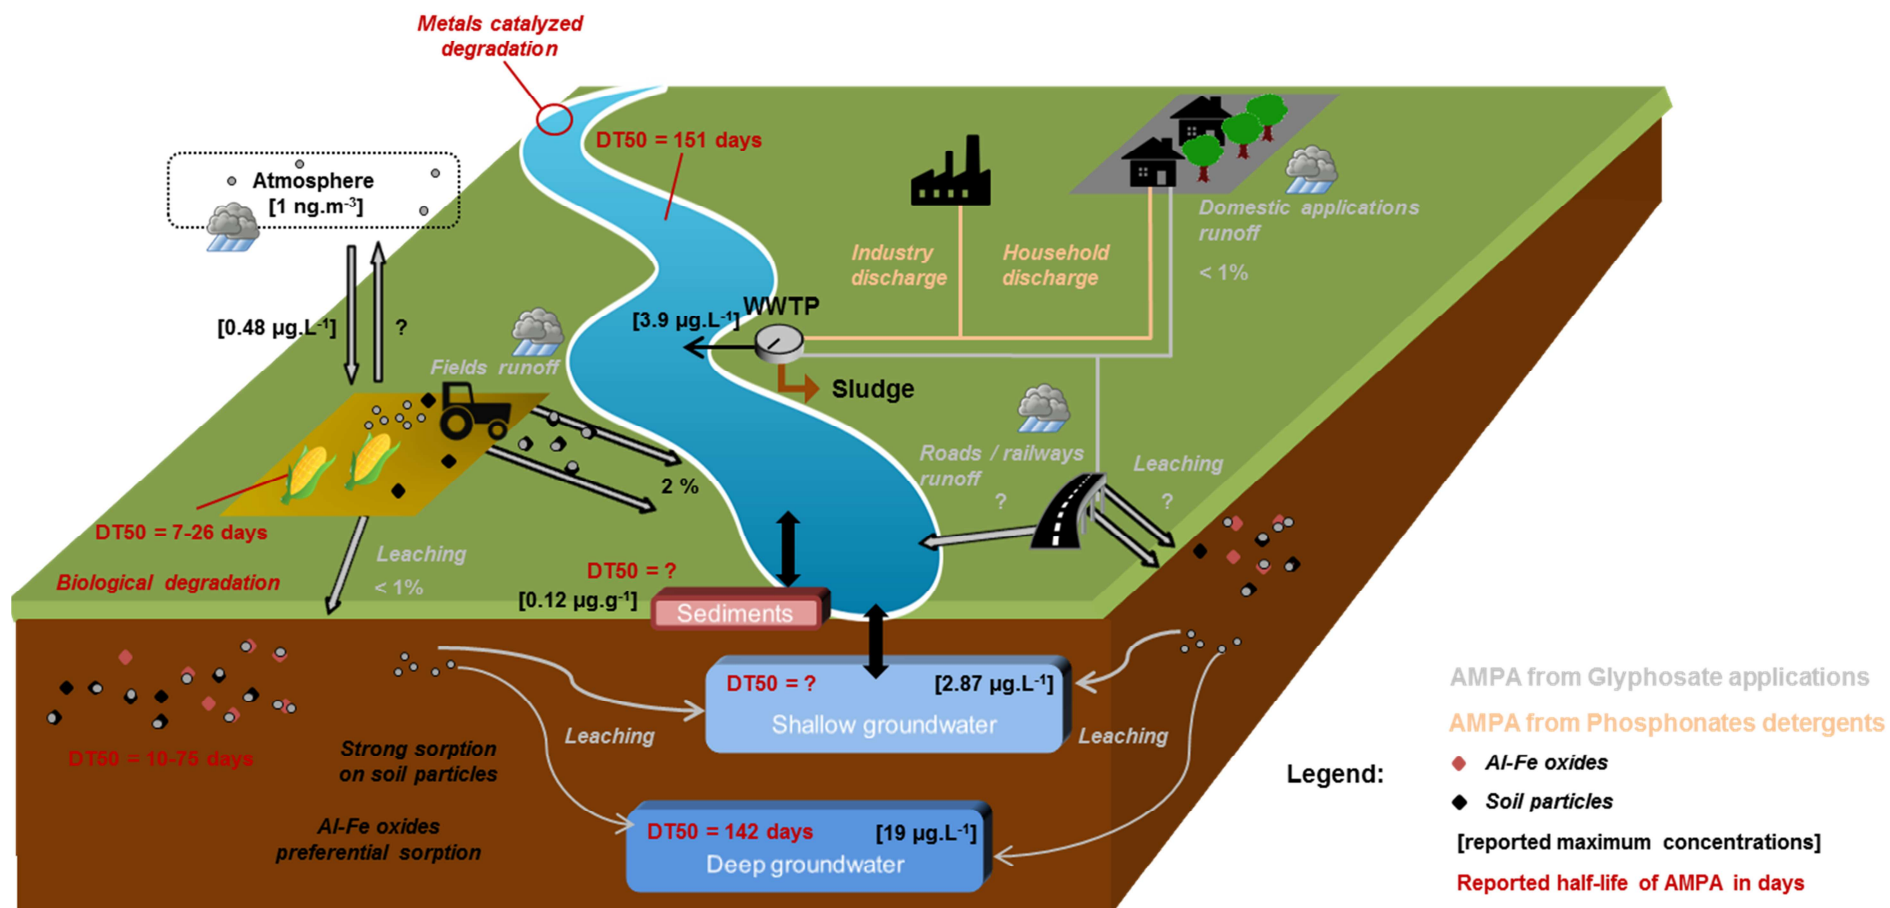 Metals catalyzed
degradation
DT50 = 151 days
Atmosphere
[1 ng.m⁻³]
Domestic applications
runoff
< 1%
Industry
discharge
Household
discharge
WWTP
[3.9 µg.L⁻¹]
[0.48 µg.L⁻¹]
?
Fields runoff
Sludge
Roads / railways
runoff
?
Leaching
?
2 %
DT50 = 7-26 days
Leaching
< 1%
Biological degradation
DT50 = ?
[0.12 µg.g⁻¹]
Sediments
DT50 = ?
[2.87 µg.L⁻¹]
Shallow groundwater
Leaching
Leaching
DT50 = 10-75 days
Strong sorption
on soil particles
Al-Fe oxides
preferential sorption
DT50 = 142 days
[19 µg.L⁻¹]
Deep groundwater
Legend:
AMPA from Glyphosate applications
AMPA from Phosphonates detergents
Al-Fe oxides
Soil particles
[reported maximum concentrations]
Reported half-life of AMPA in days